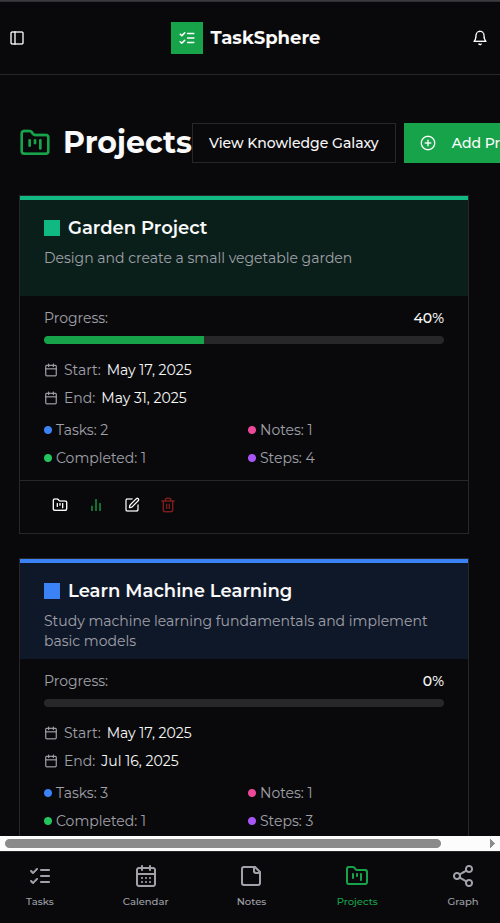 TaskSphere
Projects
View Knowledge Galaxy
Add Pr
Garden Project
Design and create a small vegetable garden
Progress: 40%
Start: May 17, 2025
End: May 31, 2025
Tasks: 2 Notes: 1
Completed: 1 Steps: 4
Learn Machine Learning
Study machine learning fundamentals and implement
basic models
Progress: 0%
Start: May 17, 2025
End: Jul 16, 2025
Tasks: 3 Notes: 1
Completed: 1 Steps: 3
Tasks Calendar Notes Projects Graph